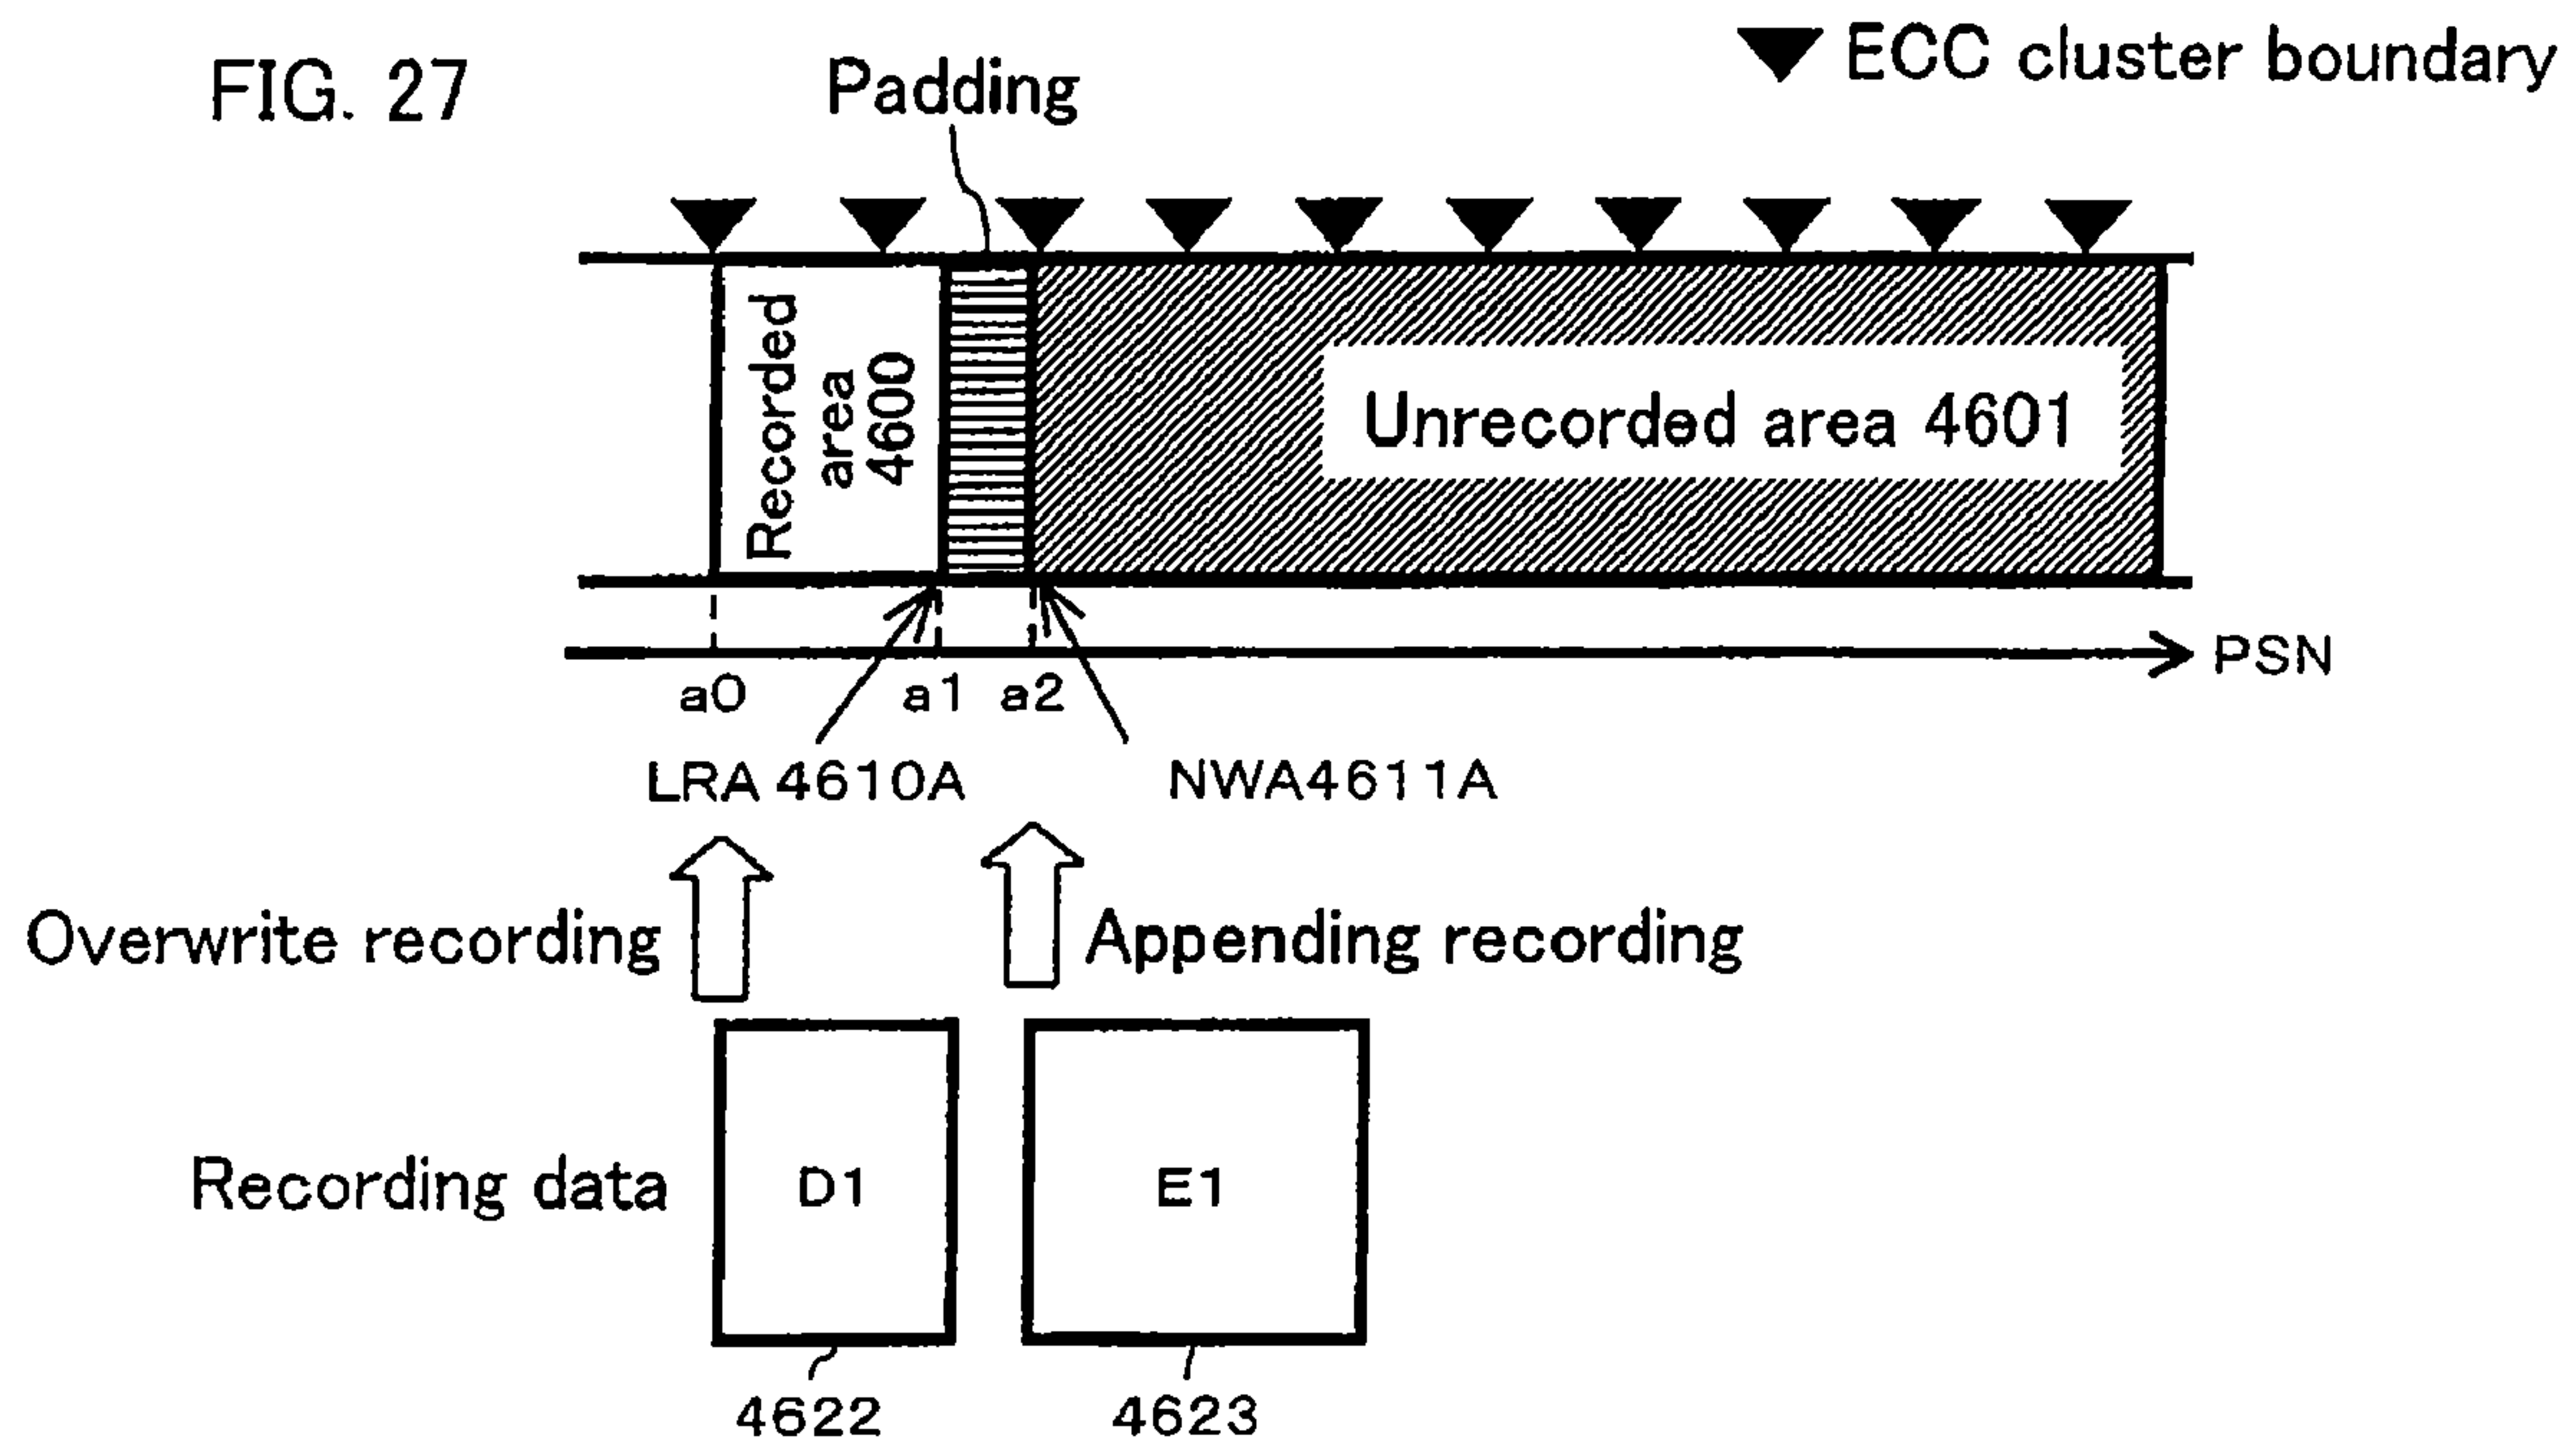 FIG. 27
▼ ECC cluster boundary
Padding
Recorded
area
4600
Unrecorded area 4601
PSN
a0
a1
a2
LRA 4610A
NWA4611A
Overwrite recording
Appending recording
Recording data
D1
E1
4622
4623